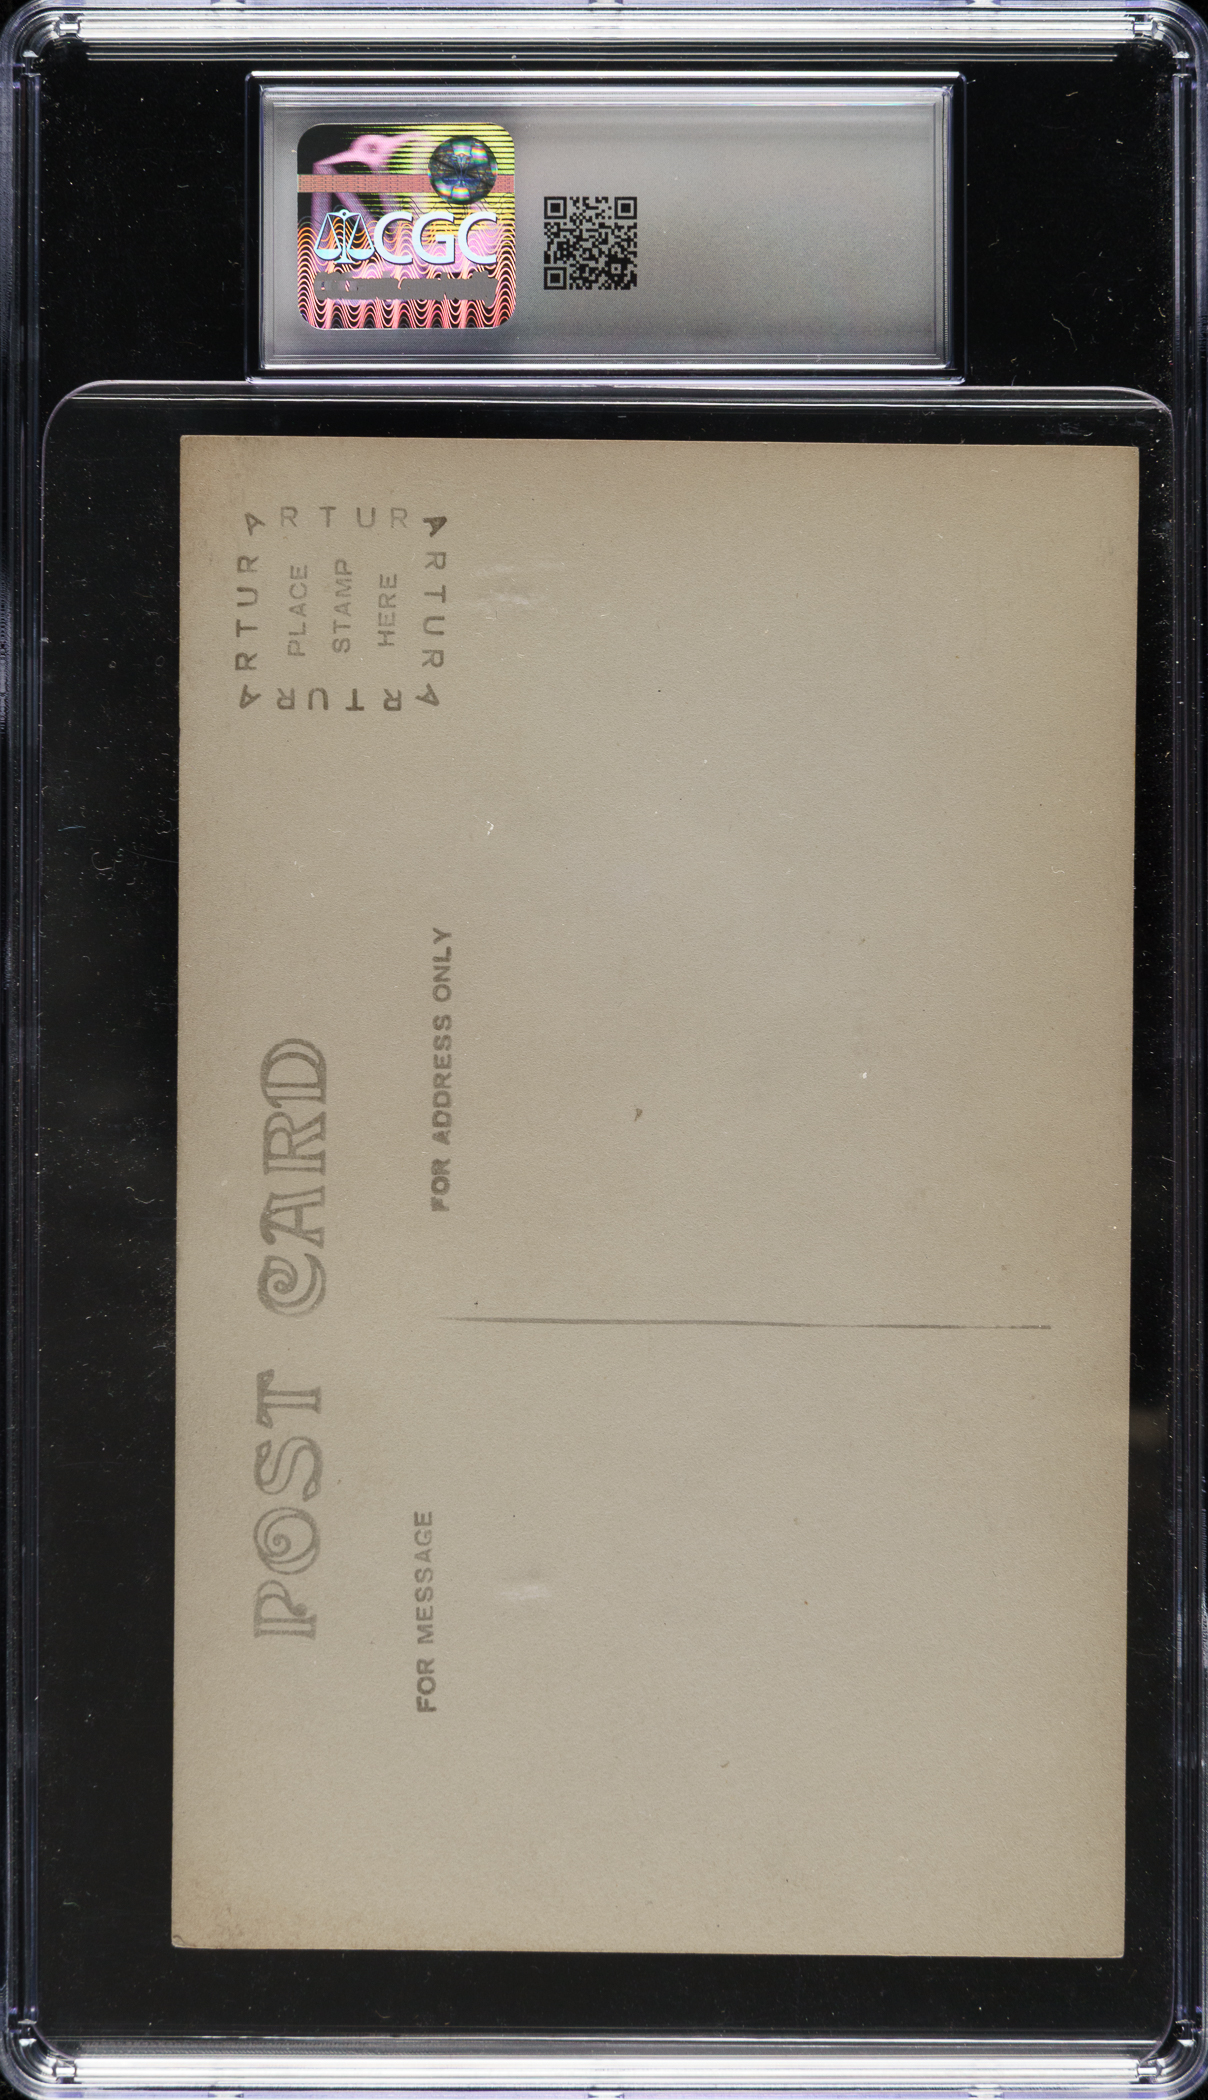 CGC
ARTURA
ARTURA
ARTURA
ARTURA
PLACE
STAMP
HERE
POST CARD
FOR ADDRESS ONLY
FOR MESSAGE